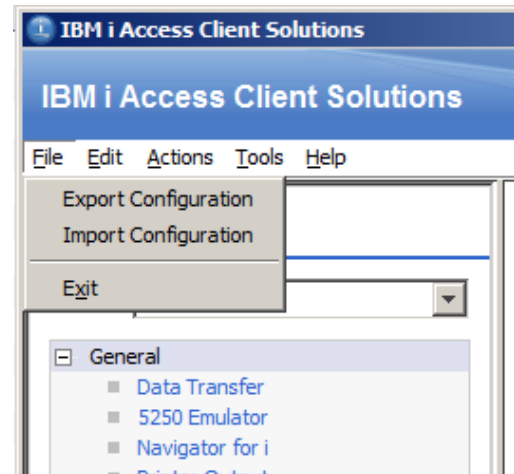 IBM i Access Client Solutions
IBM i Access Client Solutions
File Edit Actions Tools Help
Export Configuration
Import Configuration
Exit
General
Data Transfer
5250 Emulator
Navigator for i